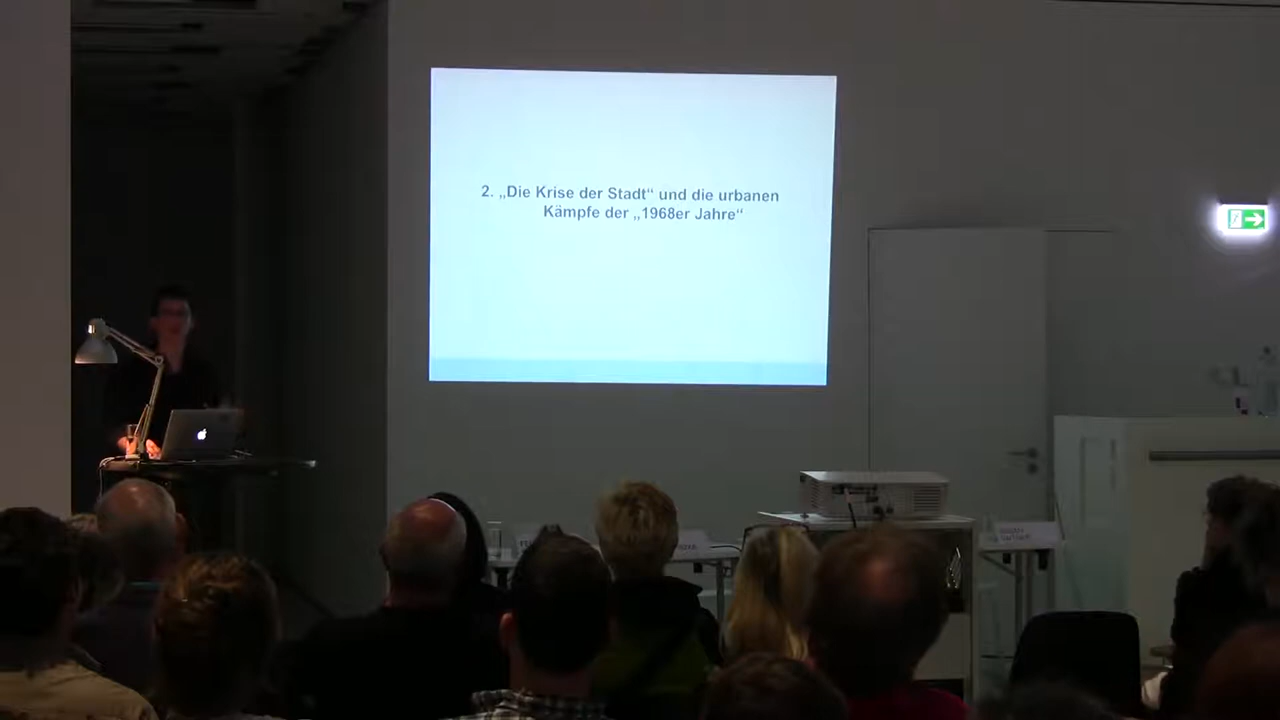 2. „Die Krise der Stadt“ und die urbanen
Kämpfe der „1968er Jahre“